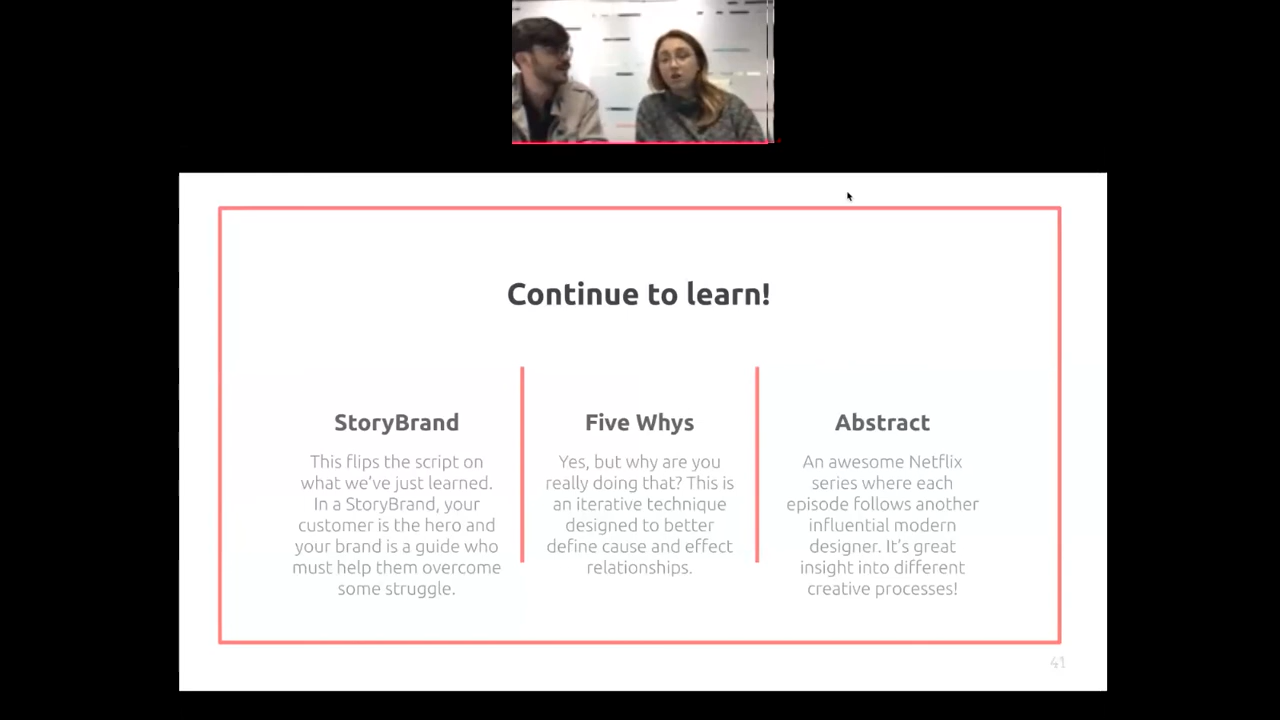 Continue to learn!
StoryBrand
This flips the script on
what we've just learned.
In a StoryBrand, your
customer is the hero and
your brand is a guide who
must help them overcome
some struggle.
Five Whys
Yes, but why are you
really doing that? This is
an iterative technique
designed to better
define cause and effect
relationships.
Abstract
An awesome Netflix
series where each
episode follows another
influential modern
designer. It's great
insight into different
creative processes!
41